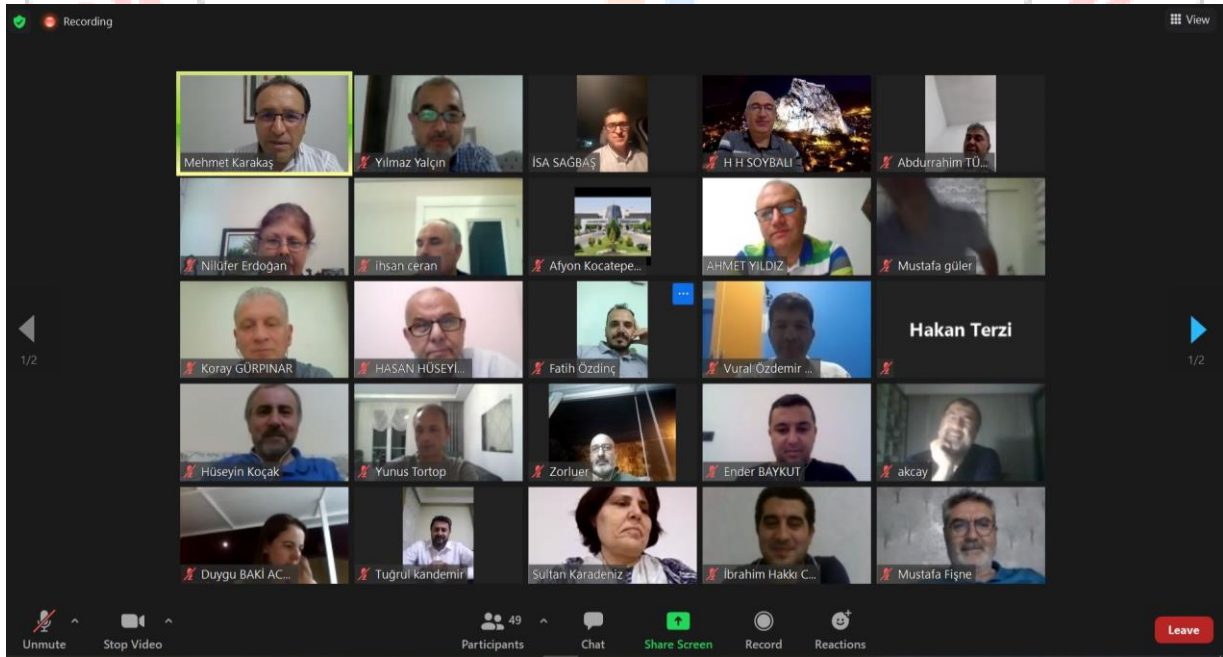 Recording
View
Mehmet Karakaş
Yılmaz Yalçın
İSA SAĞBAŞ
H H SOYBALI
Abdurrahim TÜ...
Nilüfer Erdoğan
ihsan ceran
Afyon Kocatepe...
AHMET YILDIZ
Mustafa güler
1/2
Koray GÜRPINAR
HASAN HÜSEYİ...
Fatih Özdinç
Vural Özdemir ...
Hakan Terzi
1/2
Hüseyin Koçak
Yunus Tortop
Zorluer
Ender BAYKUT
akcay
Duygu BAKİ AC...
Tuğrul kandemir
Sultan Karadeniz
İbrahim Hakkı C...
Mustafa Fişne
Unmute
Stop Video
49
Participants
Chat
Share Screen
Record
Reactions
Leave